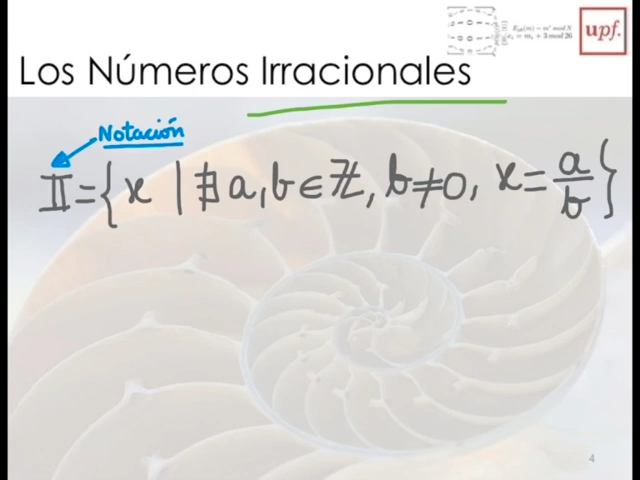 upf.
Los Números Irracionales
Notación
𝕀 = { x | ∄ a, b ∈ ℤ, b ≠ 0, x = a/b }
4